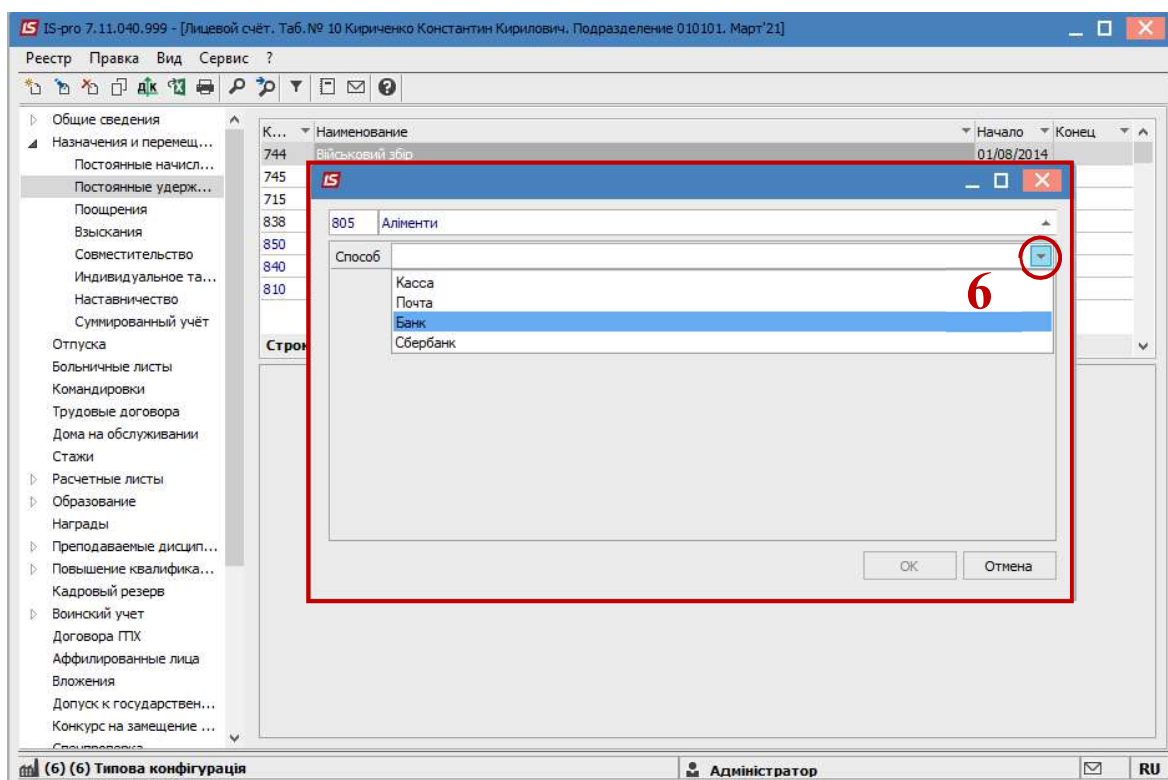 IS-pro 7.11.040.999 - [Лицевой счёт. Таб.№ 10 Кириченко Константин Кирилович. Подразделение 010101. Март'21]
Реестр Правка Вид Сервис ?
Общие сведения
Назначения и перемещ...
Постоянные начисл...
Постоянные удерж...
Поощрения
Взыскания
Совместительство
Индивидуальное та...
Наставничество
Суммированный учёт
Отпуска
Больничные листы
Командировки
Трудовые договора
Дома на обслуживании
Стажи
Расчетные листы
Образование
Награды
Преподаваемые дисцип...
Повышение квалифика...
Кадровый резерв
Воинский учет
Договора ГПХ
Аффилированные лица
Вложения
Допуск к государствен...
Конкурс на замещение ...
Спецпроверка
К... Наименование Начало Конец
744 Військовий збір 01/08/2014
745
715
838
850
840
810
Строк
805 Аліменти
Способ
Касса
Почта
Банк
Сбербанк
6
OK Отмена
(6) (6) Типова конфігурація Адміністратор RU